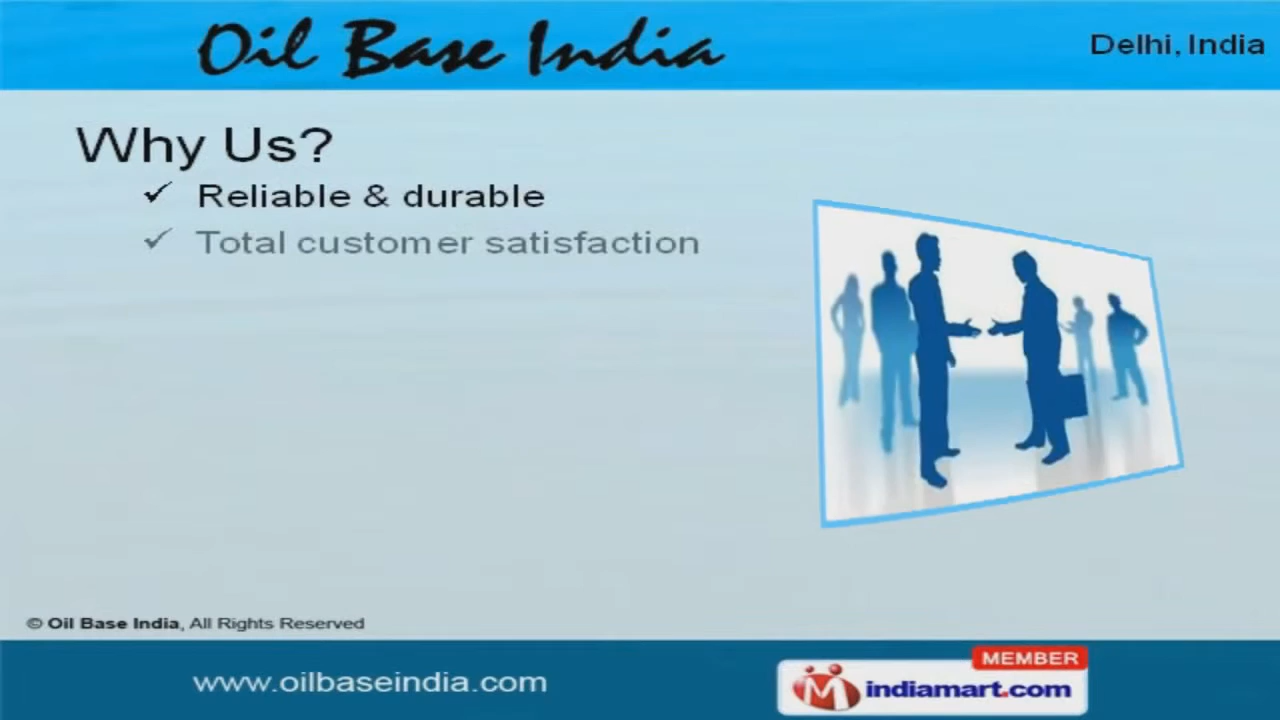 Oil Base India
Delhi, India
Why Us?
✓ Reliable & durable
✓ Total customer satisfaction
© Oil Base India, All Rights Reserved
www.oilbaseindia.com
MEMBER
indiamart.com